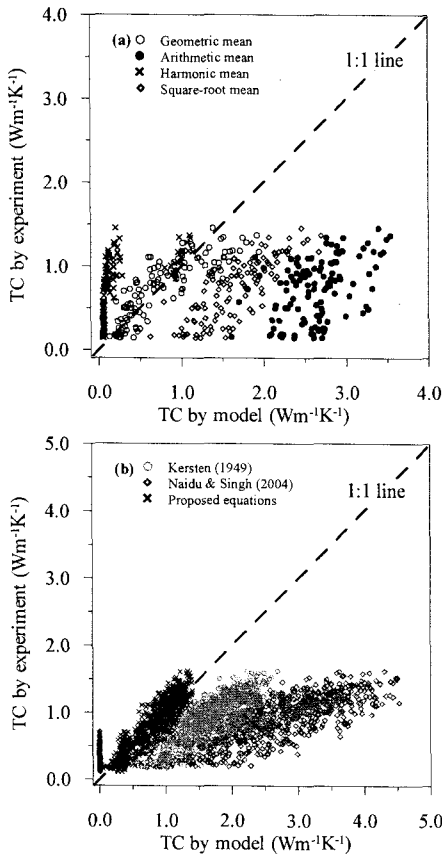 4.0
(a) ○ Geometric mean
● Arithmetic mean
× Harmonic mean
◇ Square-root mean
1:1 line
3.0
2.0
1.0
0.0
TC by experiment (Wm⁻¹K⁻¹)
0.0 1.0 2.0 3.0 4.0
TC by model (Wm⁻¹K⁻¹)
5.0
(b) ○ Kersten (1949)
◇ Naidu & Singh (2004)
× Proposed equations
1:1 line
4.0
3.0
2.0
1.0
0.0
TC by experiment (Wm⁻¹K⁻¹)
0.0 1.0 2.0 3.0 4.0 5.0
TC by model (Wm⁻¹K⁻¹)